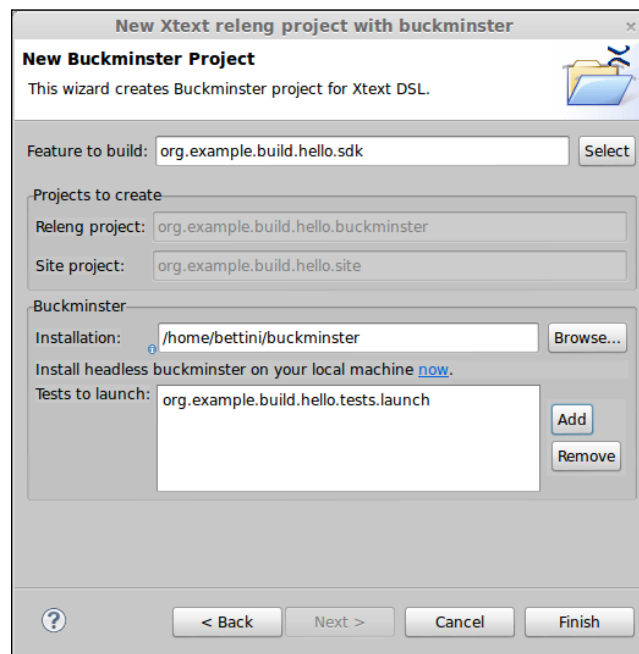 New Xtext releng project with buckminster ×
New Buckminster Project
This wizard creates Buckminster project for Xtext DSL.
Feature to build: org.example.build.hello.sdk Select
Projects to create
Releng project: org.example.build.hello.buckminster
Site project: org.example.build.hello.site
Buckminster
Installation: /home/bettini/buckminster Browse...
Install headless buckminster on your local machine now.
Tests to launch: org.example.build.hello.tests.launch
Add
Remove
? < Back Next > Cancel Finish